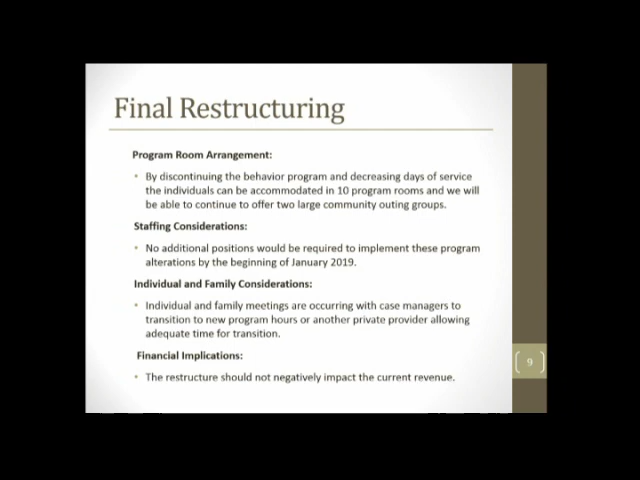 Final Restructuring
Program Room Arrangement:
• By discontinuing the behavior program and decreasing days of service
the individuals can be accommodated in 10 program rooms and we will
be able to continue to offer two large community outing groups.
Staffing Considerations:
• No additional positions would be required to implement these program
alterations by the beginning of January 2019.
Individual and Family Considerations:
• Individual and family meetings are occurring with case managers to
transition to new program hours or another private provider allowing
adequate time for transition.
Financial Implications:
• The restructure should not negatively impact the current revenue.
9